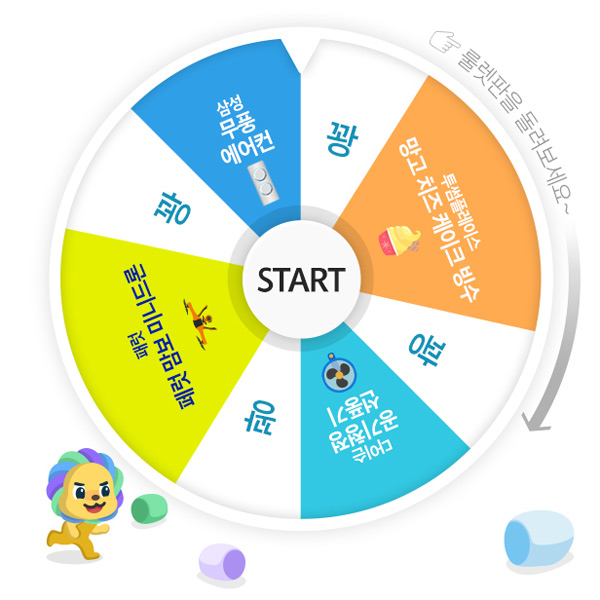 룰렛판을 돌려보세요~
꽝
투썸플레이스
망고 치즈 케이크 빙수
꽝
다이슨
공기청정
선풍기
꽝
패럿
패럿 맘보 미니드론
꽝
삼성
무풍
에어컨
START